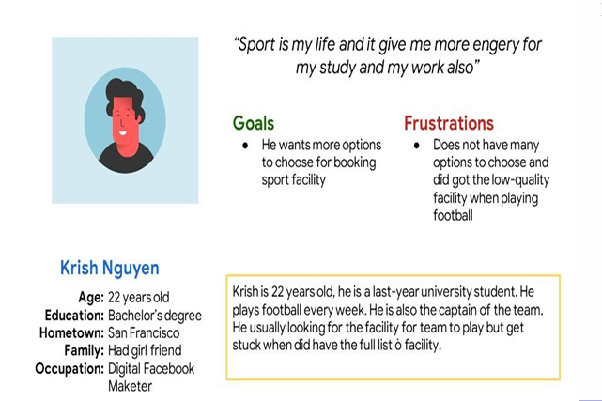 “Sport is my life and it give me more engery for
my study and my work also”
Goals
● He wants more options
to choose for booking
sport facility
Frustrations
● Does not have many
options to choose and
did got the low-quality
facility when playing
football
Krish Nguyen
Age: 22 years old
Education: Bachelor's degree
Hometown: San Francisco
Family: Had girl friend
Occupation: Digital Facebook
Maketer
Krish is 22 years old, he is a last-year university student. He
plays football every week. He is also the captain of the team.
He usually looking for the facility for team to play but get
stuck when did have the full list ò facility.